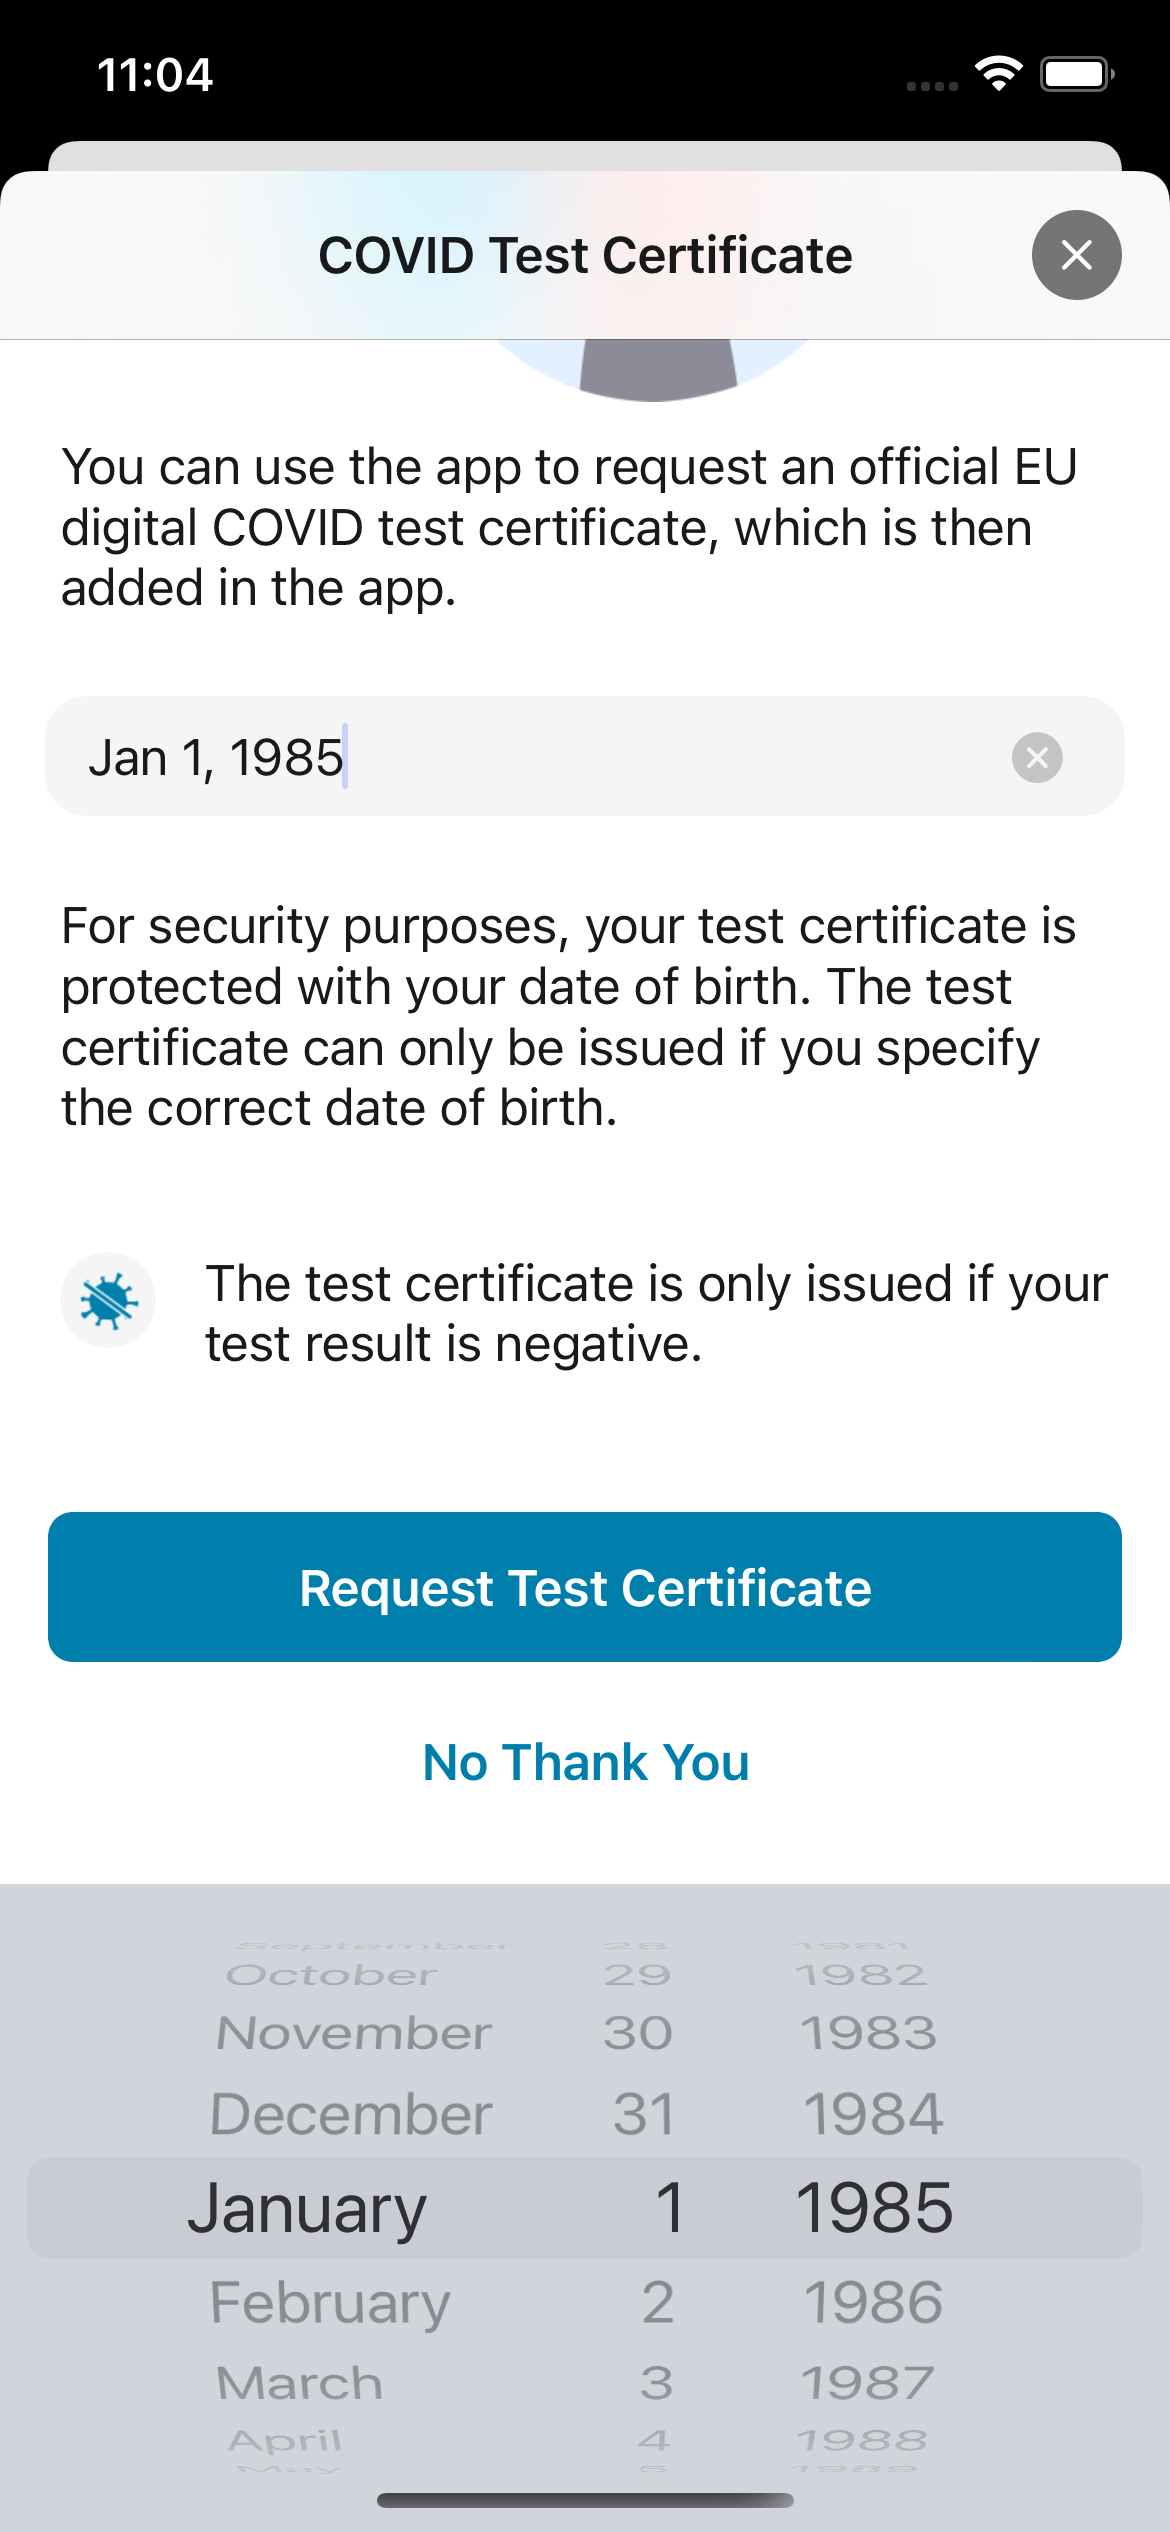 11:04
COVID Test Certificate
You can use the app to request an official EU
digital COVID test certificate, which is then
added in the app.
Jan 1, 1985
For security purposes, your test certificate is
protected with your date of birth. The test
certificate can only be issued if you specify
the correct date of birth.
The test certificate is only issued if your
test result is negative.
Request Test Certificate
No Thank You
September 28 1981
October 29 1982
November 30 1983
December 31 1984
January 1 1985
February 2 1986
March 3 1987
April 4 1988
May 5 1989